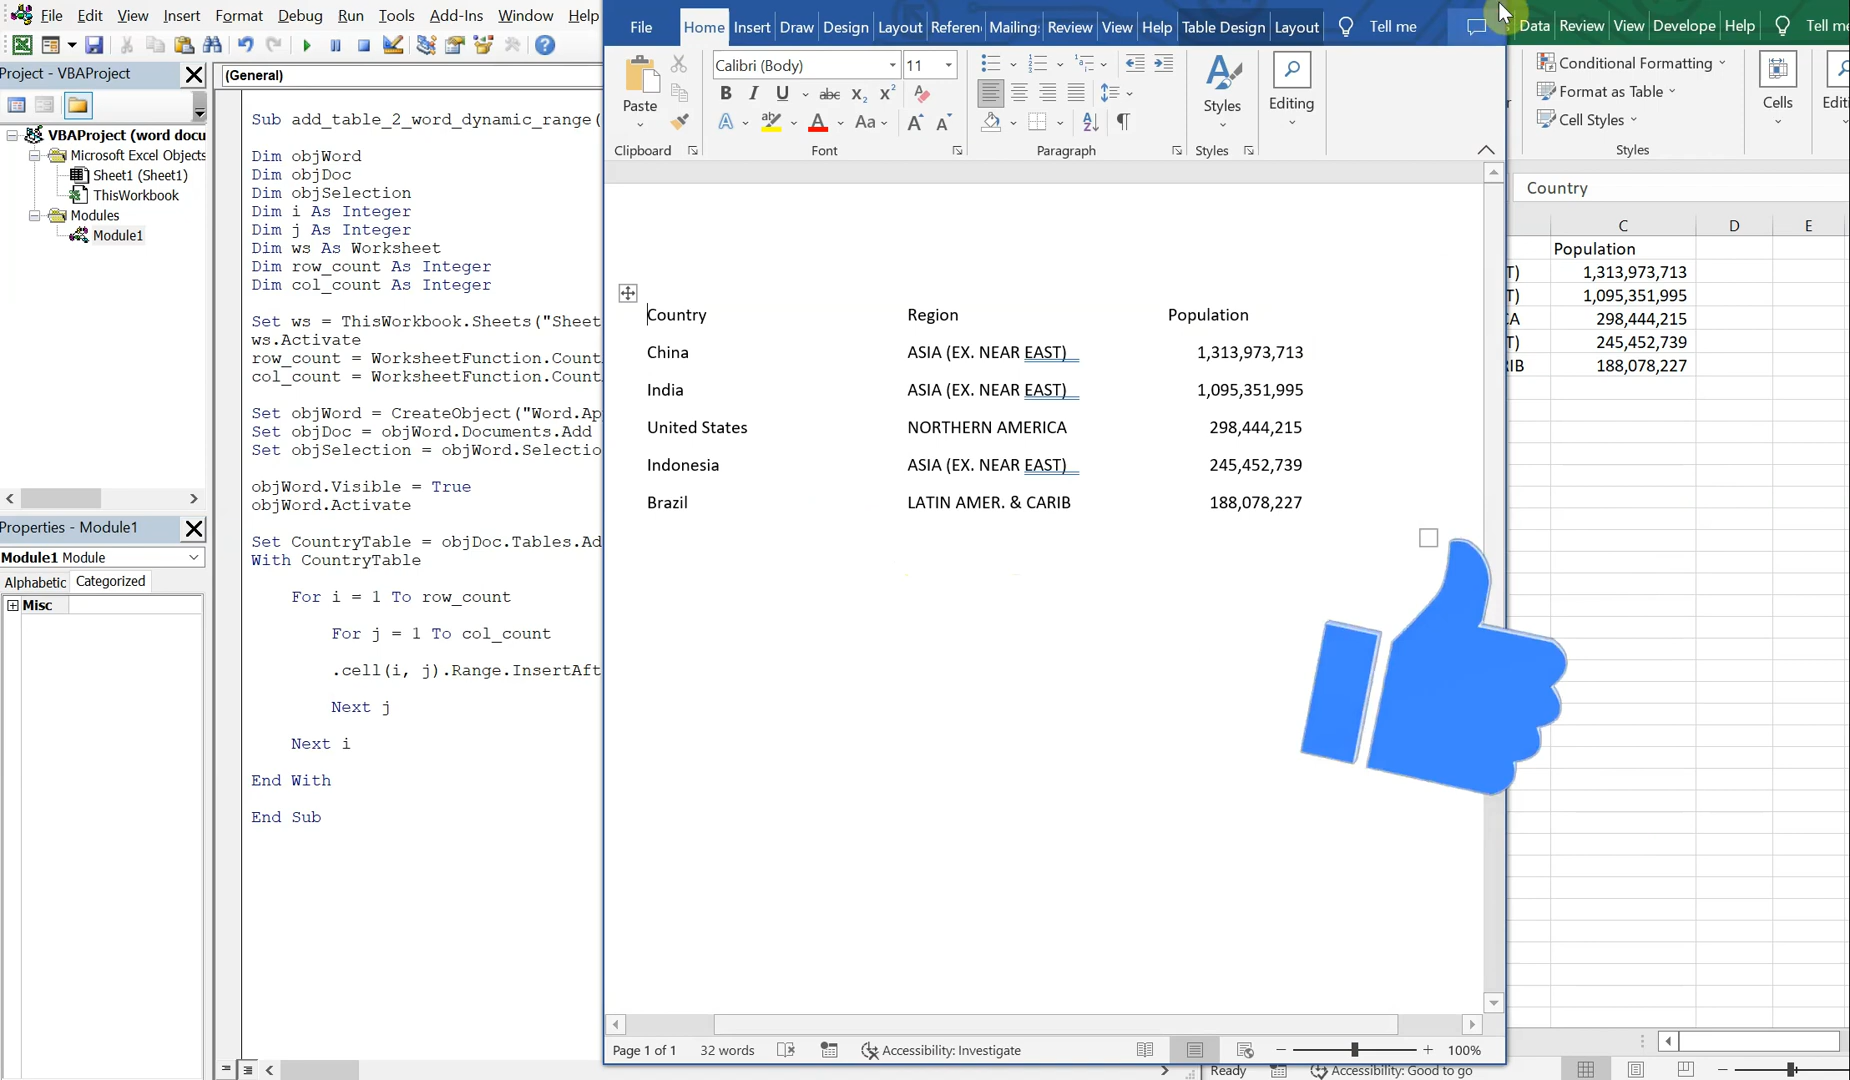 File Edit View Insert Format Debug Run Tools Add-Ins Window Help
Project - VBAProject
VBAProject (word docu
Microsoft Excel Objects
Sheet1 (Sheet1)
ThisWorkbook
Modules
Module1
Properties - Module1
Module1 Module
Alphabetic Categorized
Misc
(General)
Sub add_table_2_word_dynamic_range(
Dim objWord
Dim objDoc
Dim objSelection
Dim i As Integer
Dim j As Integer
Dim ws As Worksheet
Dim row_count As Integer
Dim col_count As Integer
Set ws = ThisWorkbook.Sheets("Sheet
ws.Activate
row_count = WorksheetFunction.Count
col_count = WorksheetFunction.Count
Set objWord = CreateObject("Word.Ap
Set objDoc = objWord.Documents.Add
Set objSelection = objWord.Selectio
objWord.Visible = True
objWord.Activate
Set CountryTable = objDoc.Tables.Ad
With CountryTable
For i = 1 To row_count
For j = 1 To col_count
.cell(i, j).Range.InsertAft
Next j
Next i
End With
End Sub
File Home Insert Draw Design Layout Referen Mailing: Review View Help Table Design Layout Tell me
Calibri (Body) 11
Paste
B I U abc x₂ x² Aa A A
Styles
Editing
Clipboard Font Paragraph Styles
Country Region Population
China ASIA (EX. NEAR EAST) 1,313,973,713
India ASIA (EX. NEAR EAST) 1,095,351,995
United States NORTHERN AMERICA 298,444,215
Indonesia ASIA (EX. NEAR EAST) 245,452,739
Brazil LATIN AMER. & CARIB 188,078,227
Page 1 of 1 32 words Accessibility: Investigate 100%
Data Review View Develope Help Tell me
Conditional Formatting
Format as Table
Cell Styles
Cells
Editi
Styles
Country
C D E
Population
T) 1,313,973,713
T) 1,095,351,995
CA 298,444,215
T) 245,452,739
RIB 188,078,227
Ready Accessibility: Good to go